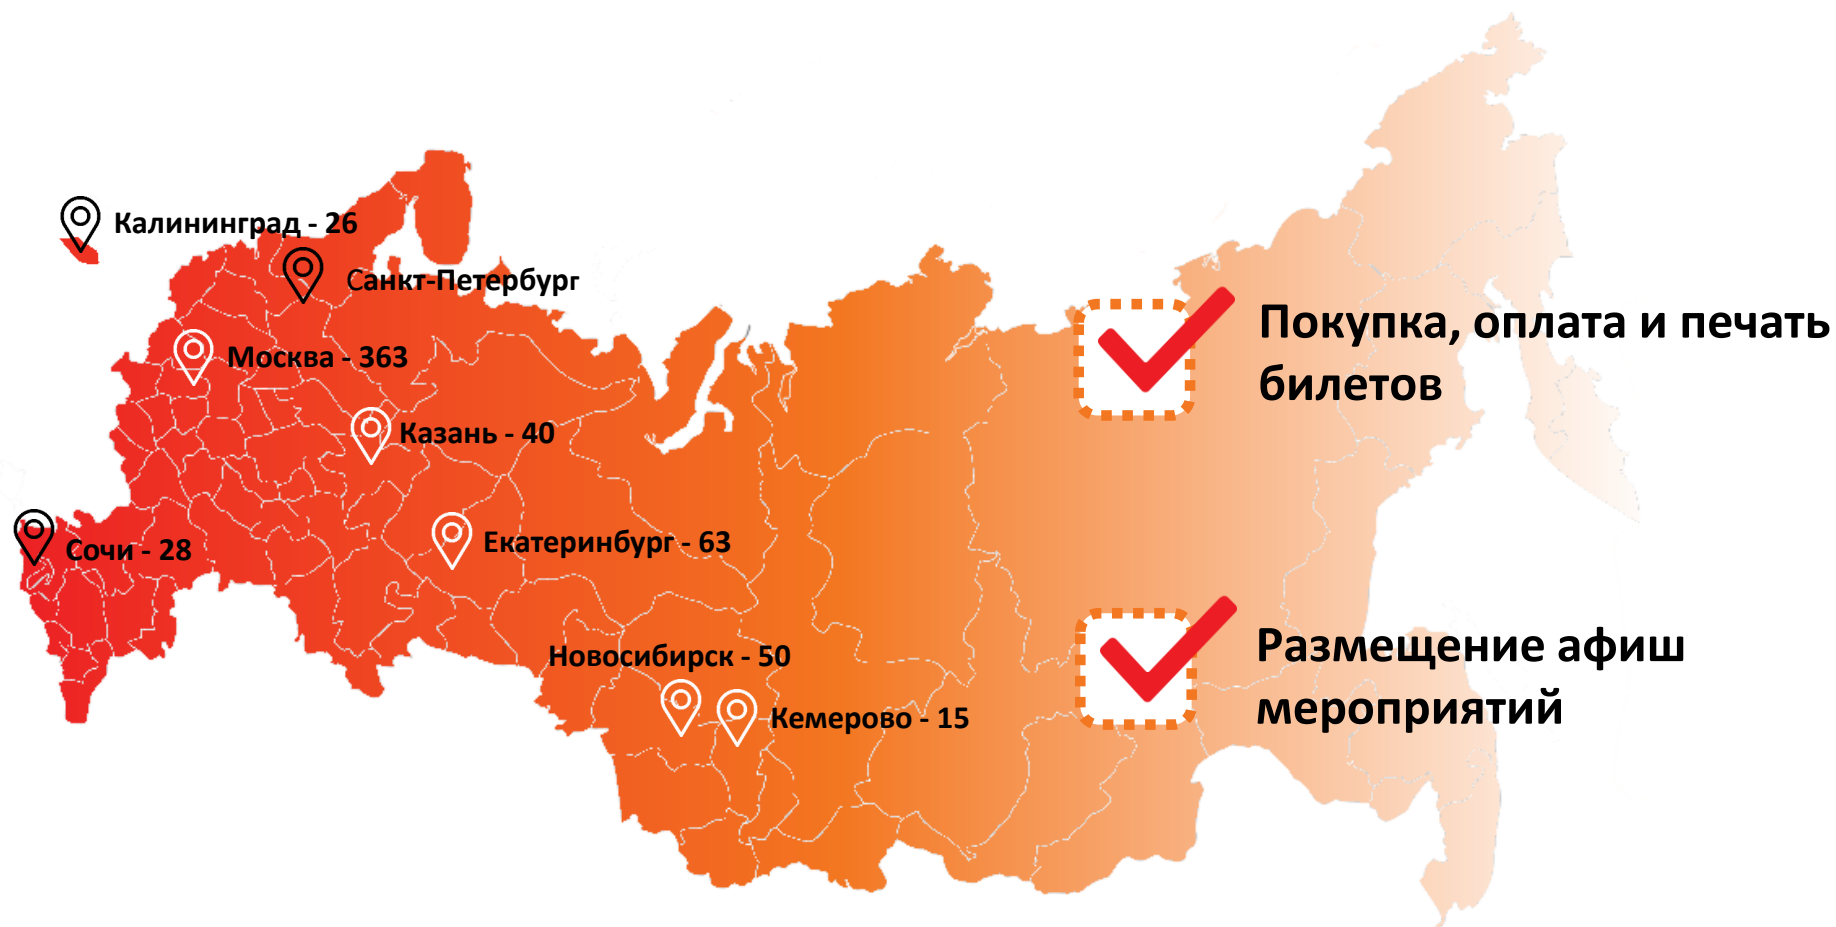 Калининград - 26
Санкт-Петербург
Москва - 363
Казань - 40
Сочи - 28
Екатеринбург - 63
Новосибирск - 50
Кемерово - 15
Покупка, оплата и печать
билетов
Размещение афиш
мероприятий